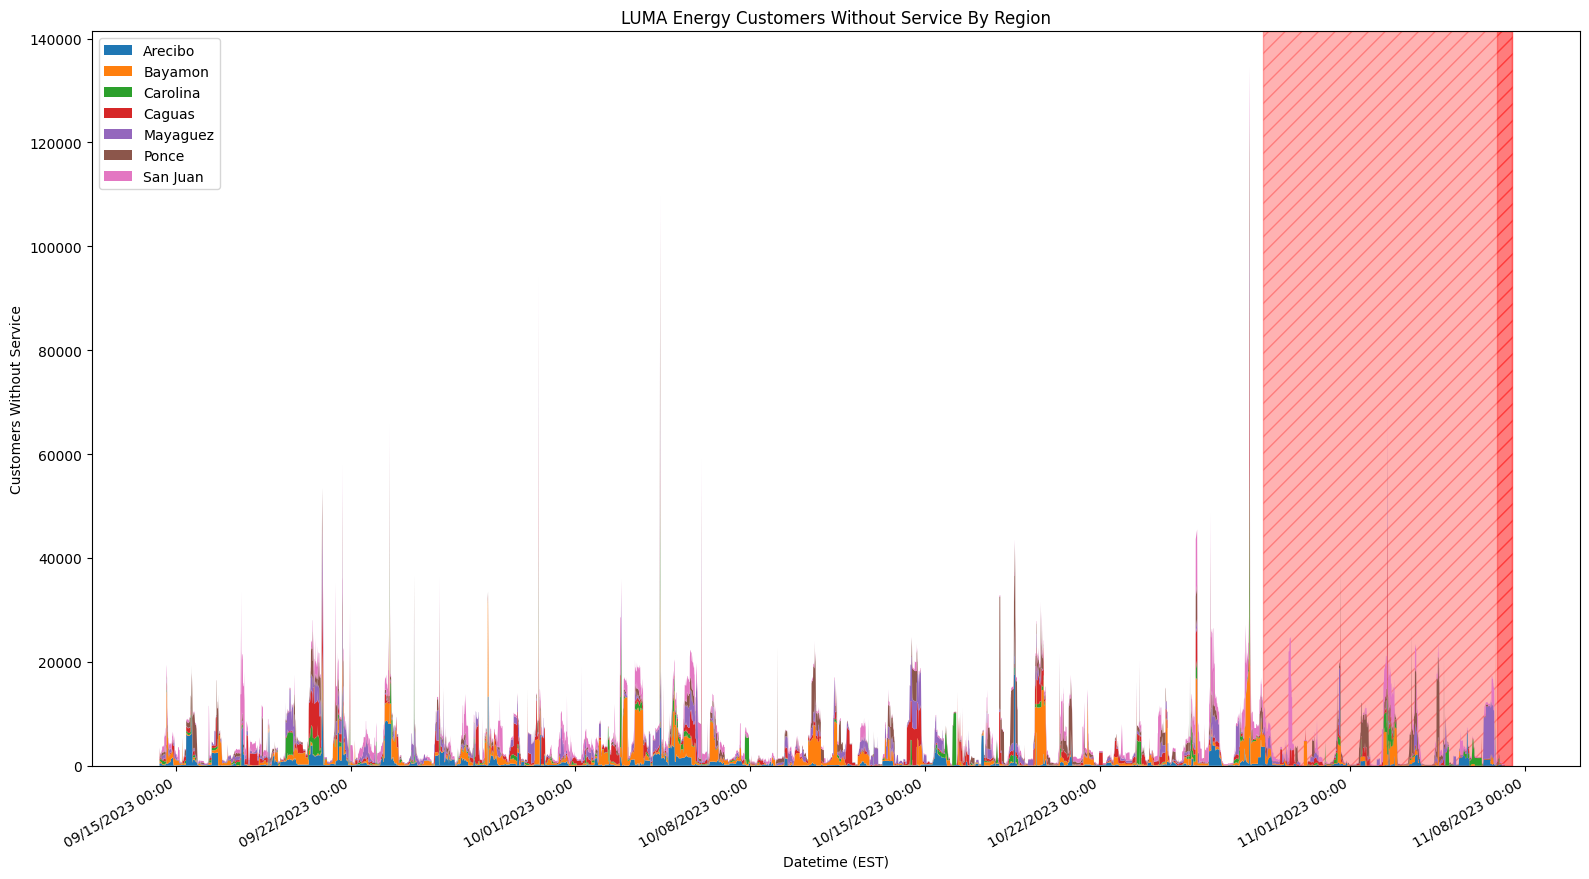 LUMA Energy Customers Without Service By Region
140000
120000
100000
80000
60000
40000
20000
0
Customers Without Service
Arecibo
Bayamon
Carolina
Caguas
Mayaguez
Ponce
San Juan
09/15/2023 00:00
09/22/2023 00:00
10/01/2023 00:00
10/08/2023 00:00
10/15/2023 00:00
10/22/2023 00:00
11/01/2023 00:00
11/08/2023 00:00
Datetime (EST)